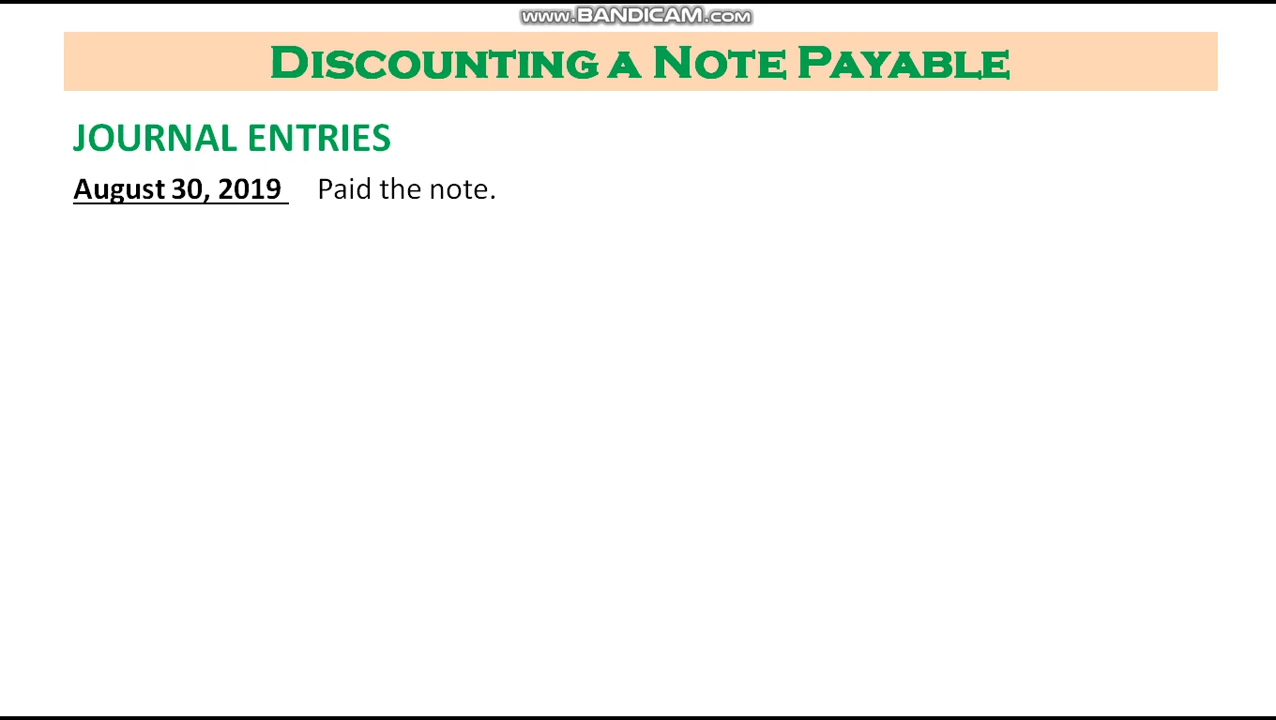 www.BANDICAM.com
DISCOUNTING A NOTE PAYABLE
JOURNAL ENTRIES
August 30, 2019 Paid the note.